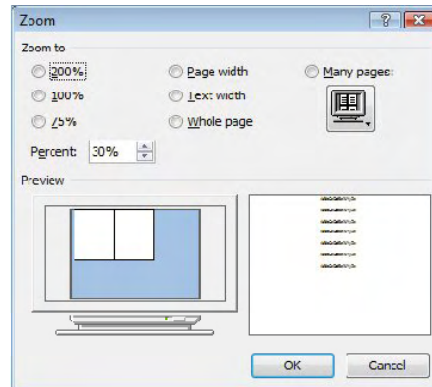 Zoom
Zoom to
200% Page width Many pages:
100% Text width
75% Whole page
Percent: 30%
Preview
OK Cancel